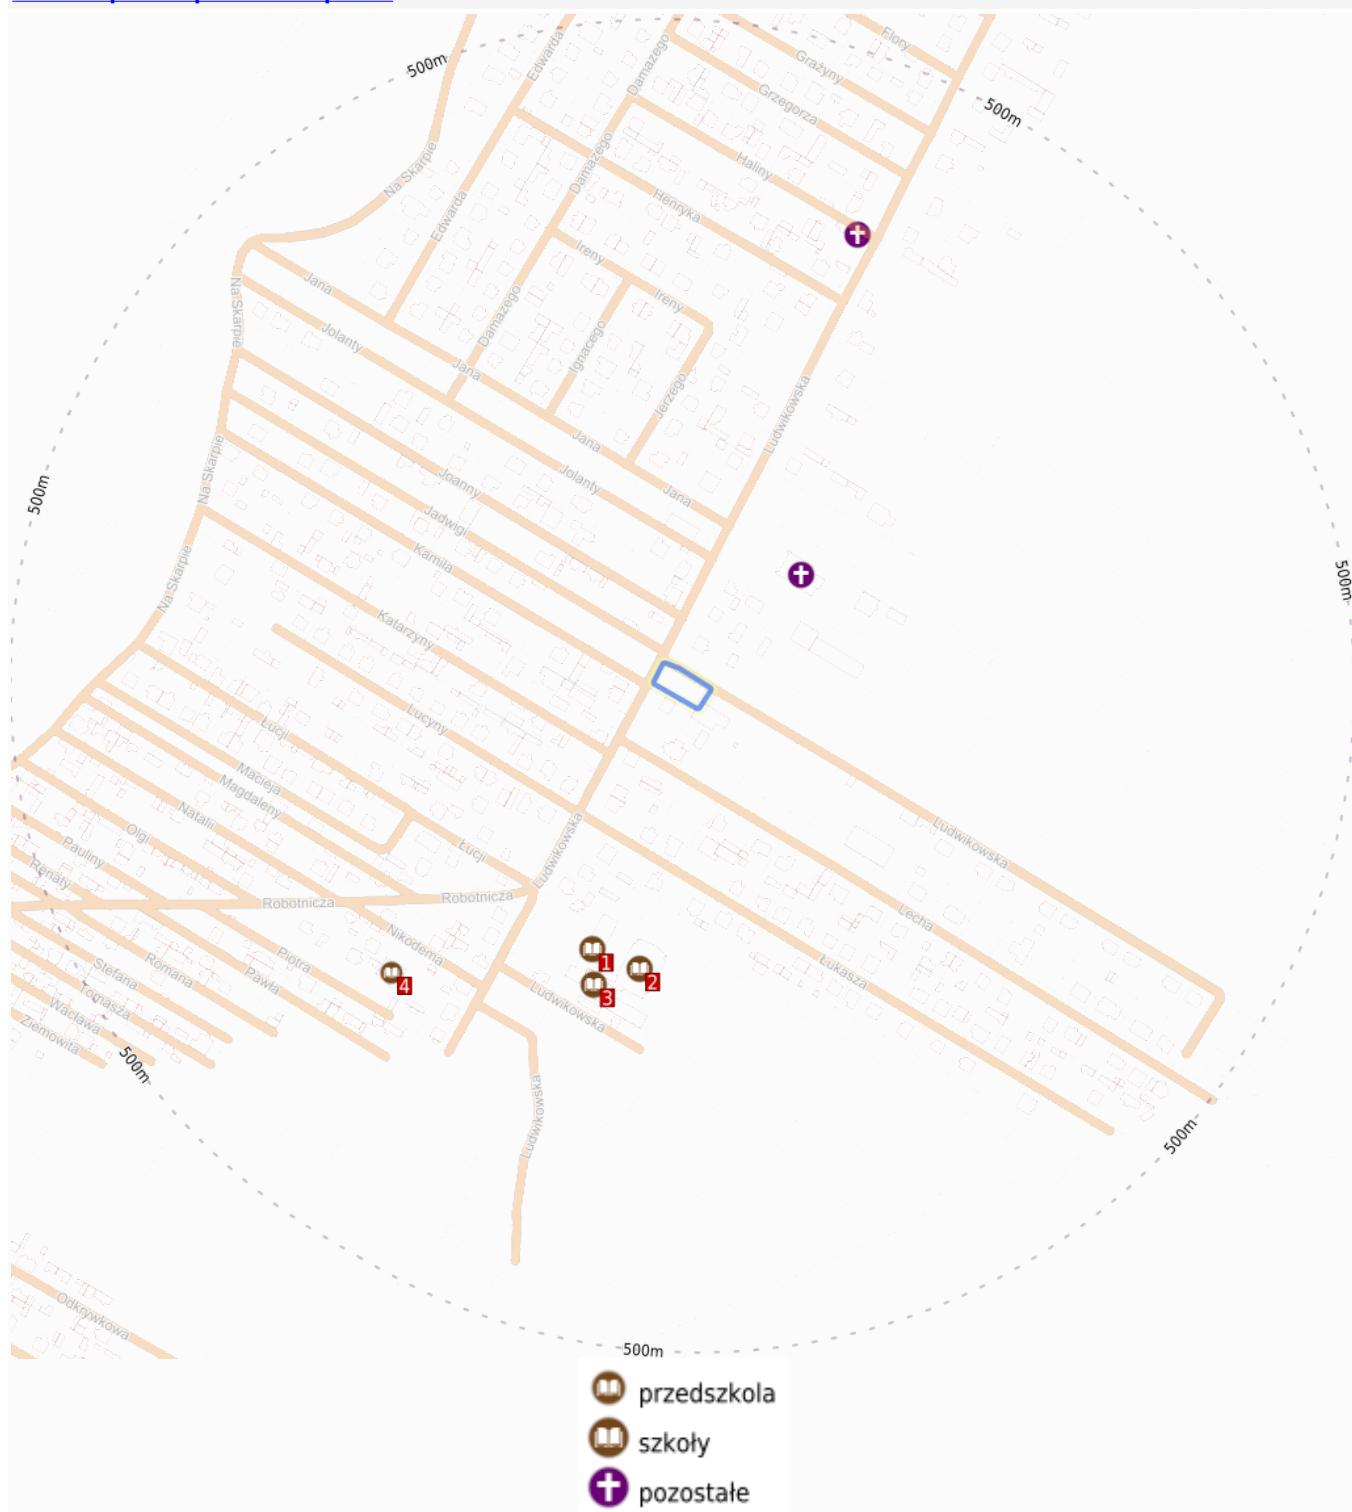 500m
Edward​a
Damazego
Flory
Grażyny
Grzegorza
500m
Na Skarpie
Damazego
Haliny
Edwarda
Henryka
Ireny
Jana
Na Skarpie
Damazego
Ireny
Jolanty
Ignacego
Jana
Jerzego
Ludwikowska
Jana
Na Skarpie
Joanny
Jolanty
Jana
500m
Jadwigi
Kamila
Na Skarpie
500m
Katarzyny
Lucyny
Łucji
Macieja
Magdaleny
Natalii
Olgi
Pauliny
Renaty
Łucji
Ludwikowska
Ludwikowska
Robotnicza
Robotnicza
Lecha
Nikodema
Piotra
Pawła
Romana
Stefana
Tomasza
Wacława
Ziemowita
1
2
3
4
Ludwikowska
Łukasza
500m
Ludwikowska
500m
Odkrywkowa
500m
przedszkola
szkoły
pozostałe